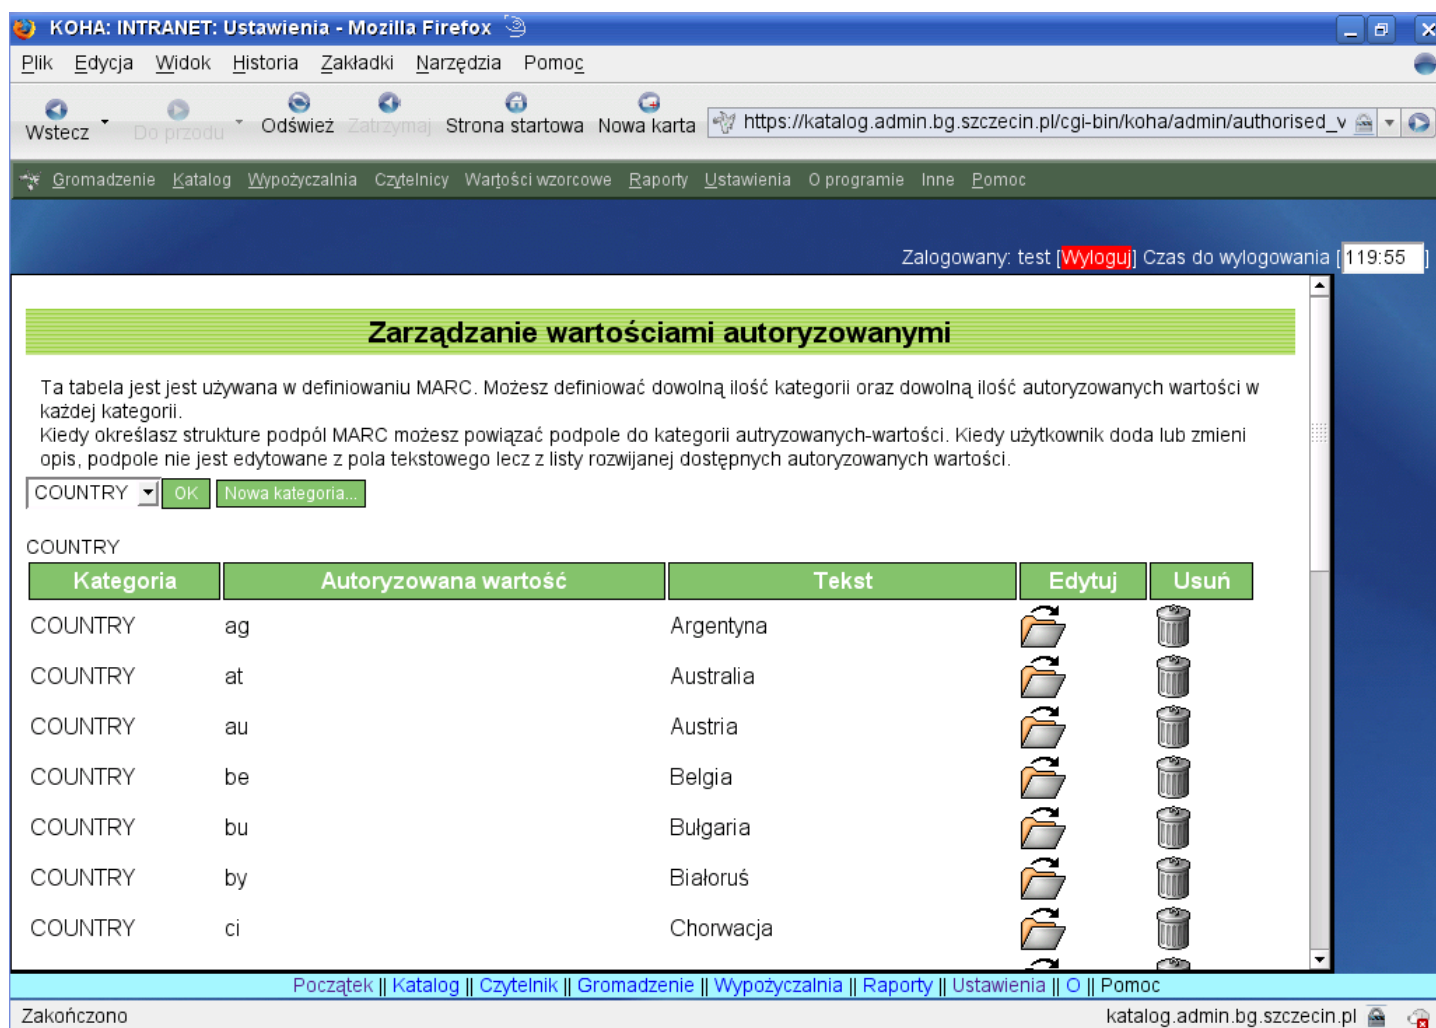 KOHA: INTRANET: Ustawienia - Mozilla Firefox
Plik Edycja Widok Historia Zakładki Narzędzia Pomoc
Wstecz Do przodu Odśwież Zatrzymaj Strona startowa Nowa karta https://katalog.admin.bg.szczecin.pl/cgi-bin/koha/admin/authorised_v
Gromadzenie Katalog Wypożyczalnia Czytelnicy Wartości wzorcowe Raporty Ustawienia O programie Inne Pomoc
Zalogowany: test [Wyloguj] Czas do wylogowania [119:55]
Zarządzanie wartościami autoryzowanymi
Ta tabela jest jest używana w definiowaniu MARC. Możesz definiować dowolną ilość kategorii oraz dowolną ilość autoryzowanych wartości w
każdej kategorii.
Kiedy określasz strukture podpól MARC możesz powiązać podpole do kategorii autryzowanych-wartości. Kiedy użytkownik doda lub zmieni
opis, podpole nie jest edytowane z pola tekstowego lecz z listy rozwijanej dostępnych autoryzowanych wartości.
COUNTRY OK Nowa kategoria...
COUNTRY
Kategoria Autoryzowana wartość Tekst Edytuj Usuń
COUNTRY ag Argentyna
COUNTRY at Australia
COUNTRY au Austria
COUNTRY be Belgia
COUNTRY bu Bułgaria
COUNTRY by Białoruś
COUNTRY ci Chorwacja
Początek || Katalog || Czytelnik || Gromadzenie || Wypożyczalnia || Raporty || Ustawienia || O || Pomoc
Zakończono katalog.admin.bg.szczecin.pl